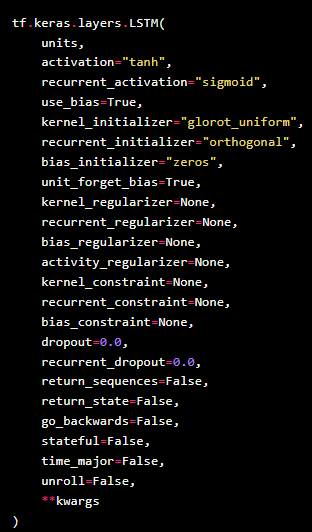 tf.keras.layers.LSTM(
    units,
    activation="tanh",
    recurrent_activation="sigmoid",
    use_bias=True,
    kernel_initializer="glorot_uniform",
    recurrent_initializer="orthogonal",
    bias_initializer="zeros",
    unit_forget_bias=True,
    kernel_regularizer=None,
    recurrent_regularizer=None,
    bias_regularizer=None,
    activity_regularizer=None,
    kernel_constraint=None,
    recurrent_constraint=None,
    bias_constraint=None,
    dropout=0.0,
    recurrent_dropout=0.0,
    return_sequences=False,
    return_state=False,
    go_backwards=False,
    stateful=False,
    time_major=False,
    unroll=False,
    **kwargs
)